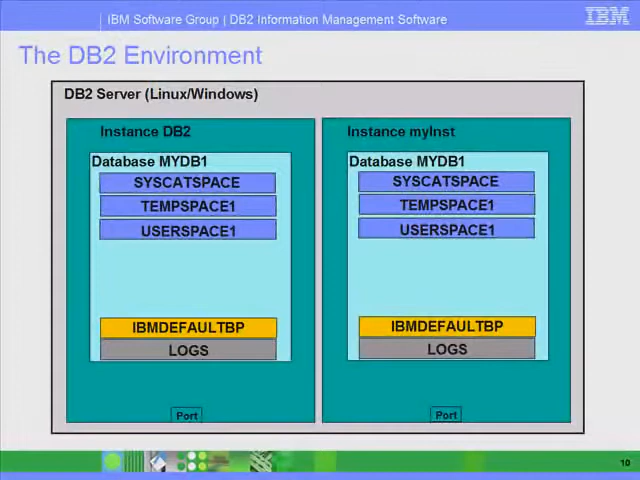 IBM Software Group | DB2 Information Management Software
IBM
The DB2 Environment
DB2 Server (Linux/Windows)
Instance DB2
Database MYDB1
SYSCATSPACE
TEMPSPACE1
USERSPACE1
IBMDEFAULTBP
LOGS
Port
Instance myInst
Database MYDB1
SYSCATSPACE
TEMPSPACE1
USERSPACE1
IBMDEFAULTBP
LOGS
Port
10